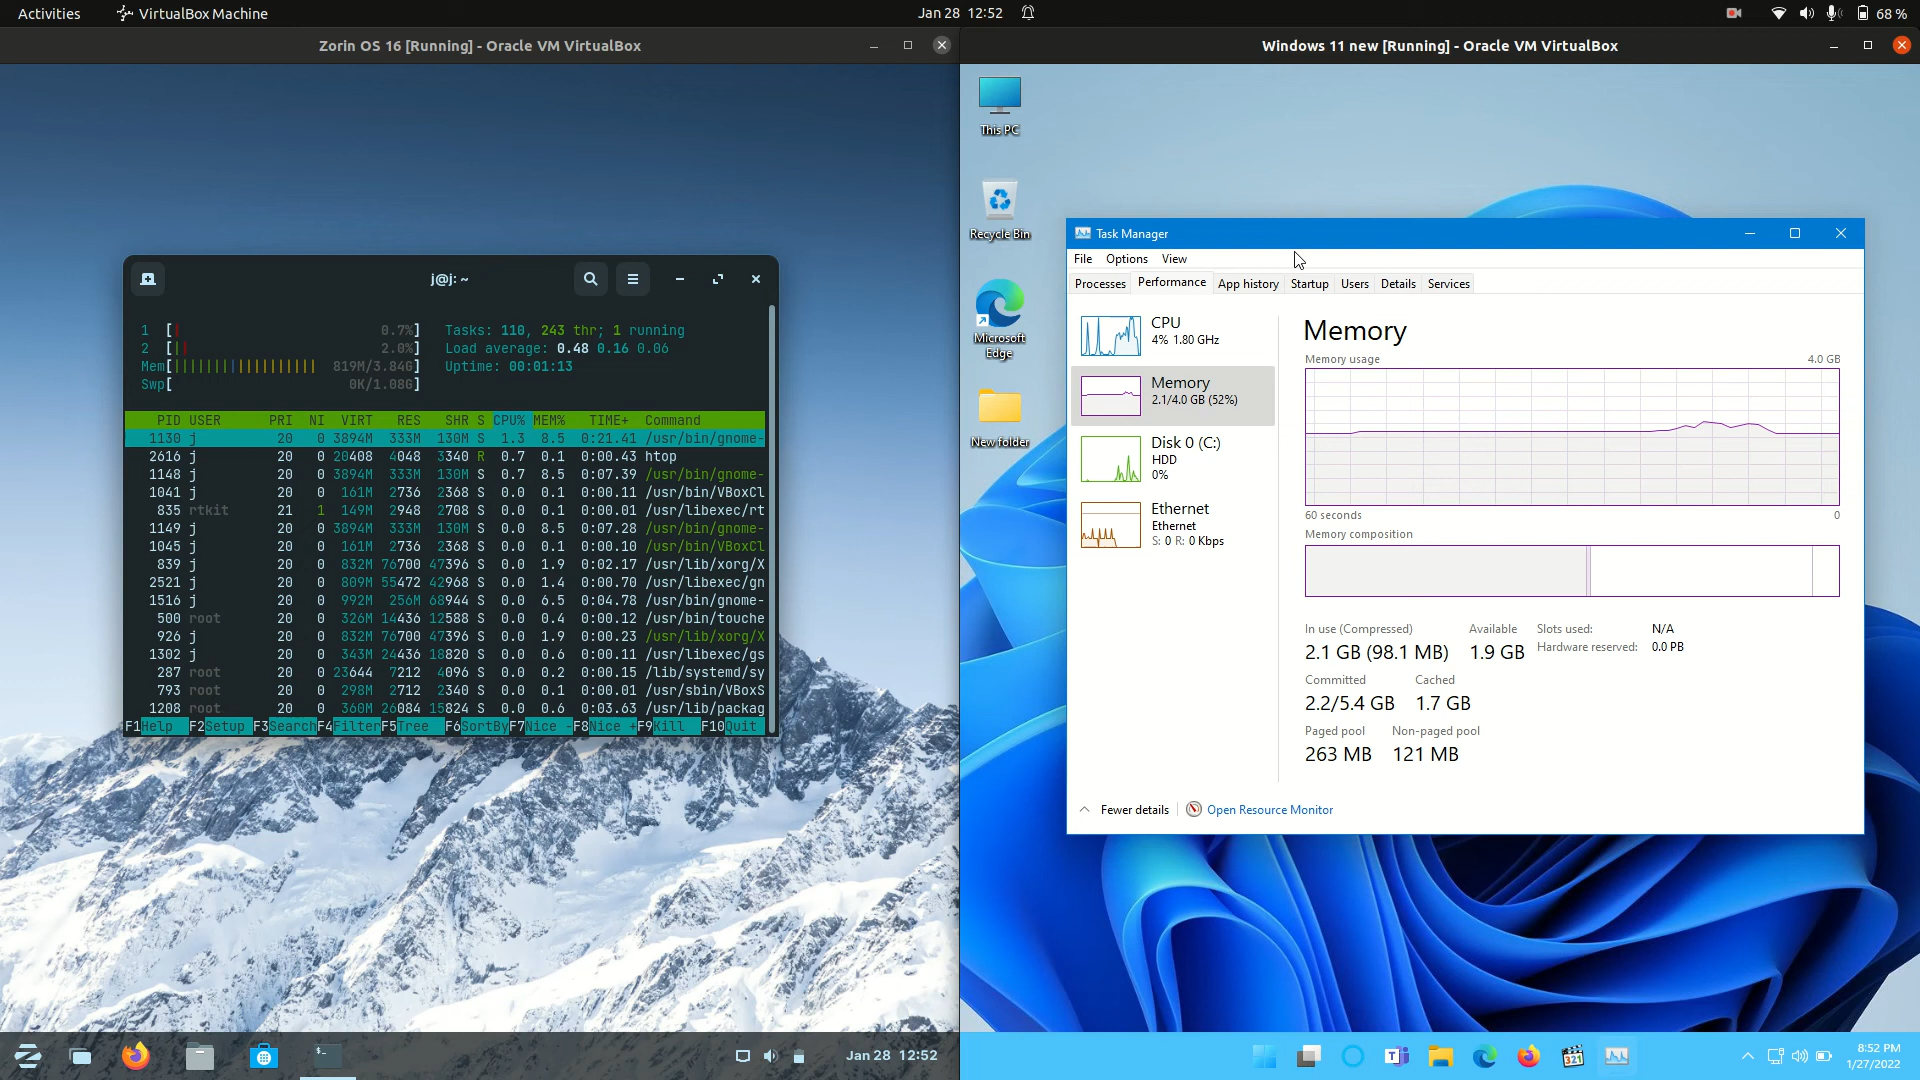 Activities VirtualBox Machine Jan 28 12:52 68 %
Zorin OS 16 [Running] - Oracle VM VirtualBox
j@j: ~
1 [| 0.7%] Tasks: 110, 243 thr; 1 running
2 [|| 2.0%] Load average: 0.48 0.16 0.06
Mem[||||||||||||||||||819M/3.84G] Uptime: 00:01:13
Swp[ 0K/1.08G]
PID USER PRI NI VIRT RES SHR S CPU% MEM% TIME+ Command
1130 j 20 0 3894M 333M 130M S 1.3 8.5 0:21.41 /usr/bin/gnome-
2616 j 20 0 20408 4048 3340 R 0.7 0.1 0:00.43 htop
1148 j 20 0 3894M 333M 130M S 0.7 8.5 0:07.39 /usr/bin/gnome-
1041 j 20 0 161M 2736 2368 S 0.0 0.1 0:00.11 /usr/bin/VBoxCl
835 rtkit 21 1 149M 2948 2708 S 0.0 0.1 0:00.01 /usr/libexec/rt
1149 j 20 0 3894M 333M 130M S 0.0 8.5 0:07.28 /usr/bin/gnome-
1045 j 20 0 161M 2736 2368 S 0.0 0.1 0:00.10 /usr/bin/VBoxCl
839 j 20 0 832M 76700 47396 S 0.0 1.9 0:02.17 /usr/lib/xorg/X
2521 j 20 0 809M 55472 42968 S 0.0 1.4 0:00.70 /usr/libexec/gn
1516 j 20 0 992M 256M 68944 S 0.0 6.5 0:04.78 /usr/bin/gnome-
500 root 20 0 326M 14436 12588 S 0.0 0.4 0:00.12 /usr/bin/touche
926 j 20 0 832M 76700 47396 S 0.0 1.9 0:00.23 /usr/lib/xorg/X
1302 j 20 0 343M 24436 18820 S 0.0 0.6 0:00.11 /usr/libexec/gs
287 root 20 0 23644 7212 4096 S 0.0 0.2 0:00.15 /lib/systemd/sy
793 root 20 0 298M 2712 2340 S 0.0 0.1 0:00.01 /usr/sbin/VBoxS
1208 root 20 0 360M 26084 15824 S 0.0 0.6 0:03.63 /usr/lib/packag
F1Help F2Setup F3SearchF4FilterF5Tree F6SortByF7Nice -F8Nice +F9Kill F10Quit
Jan 28 12:52
Windows 11 new [Running] - Oracle VM VirtualBox
This PC
Recycle Bin
Microsoft
Edge
New folder
Task Manager
File Options View
Processes Performance App history Startup Users Details Services
CPU
4% 1.80 GHz
Memory
2.1/4.0 GB (52%)
Disk 0 (C:)
HDD
0%
Ethernet
Ethernet
S: 0 R: 0 Kbps
Memory
Memory usage 4.0 GB
60 seconds 0
Memory composition
In use (Compressed) Available Slots used: N/A
2.1 GB (98.1 MB) 1.9 GB Hardware reserved: 0.0 PB
Committed Cached
2.2/5.4 GB 1.7 GB
Paged pool Non-paged pool
263 MB 121 MB
Fewer details Open Resource Monitor
321
8:52 PM
1/27/2022